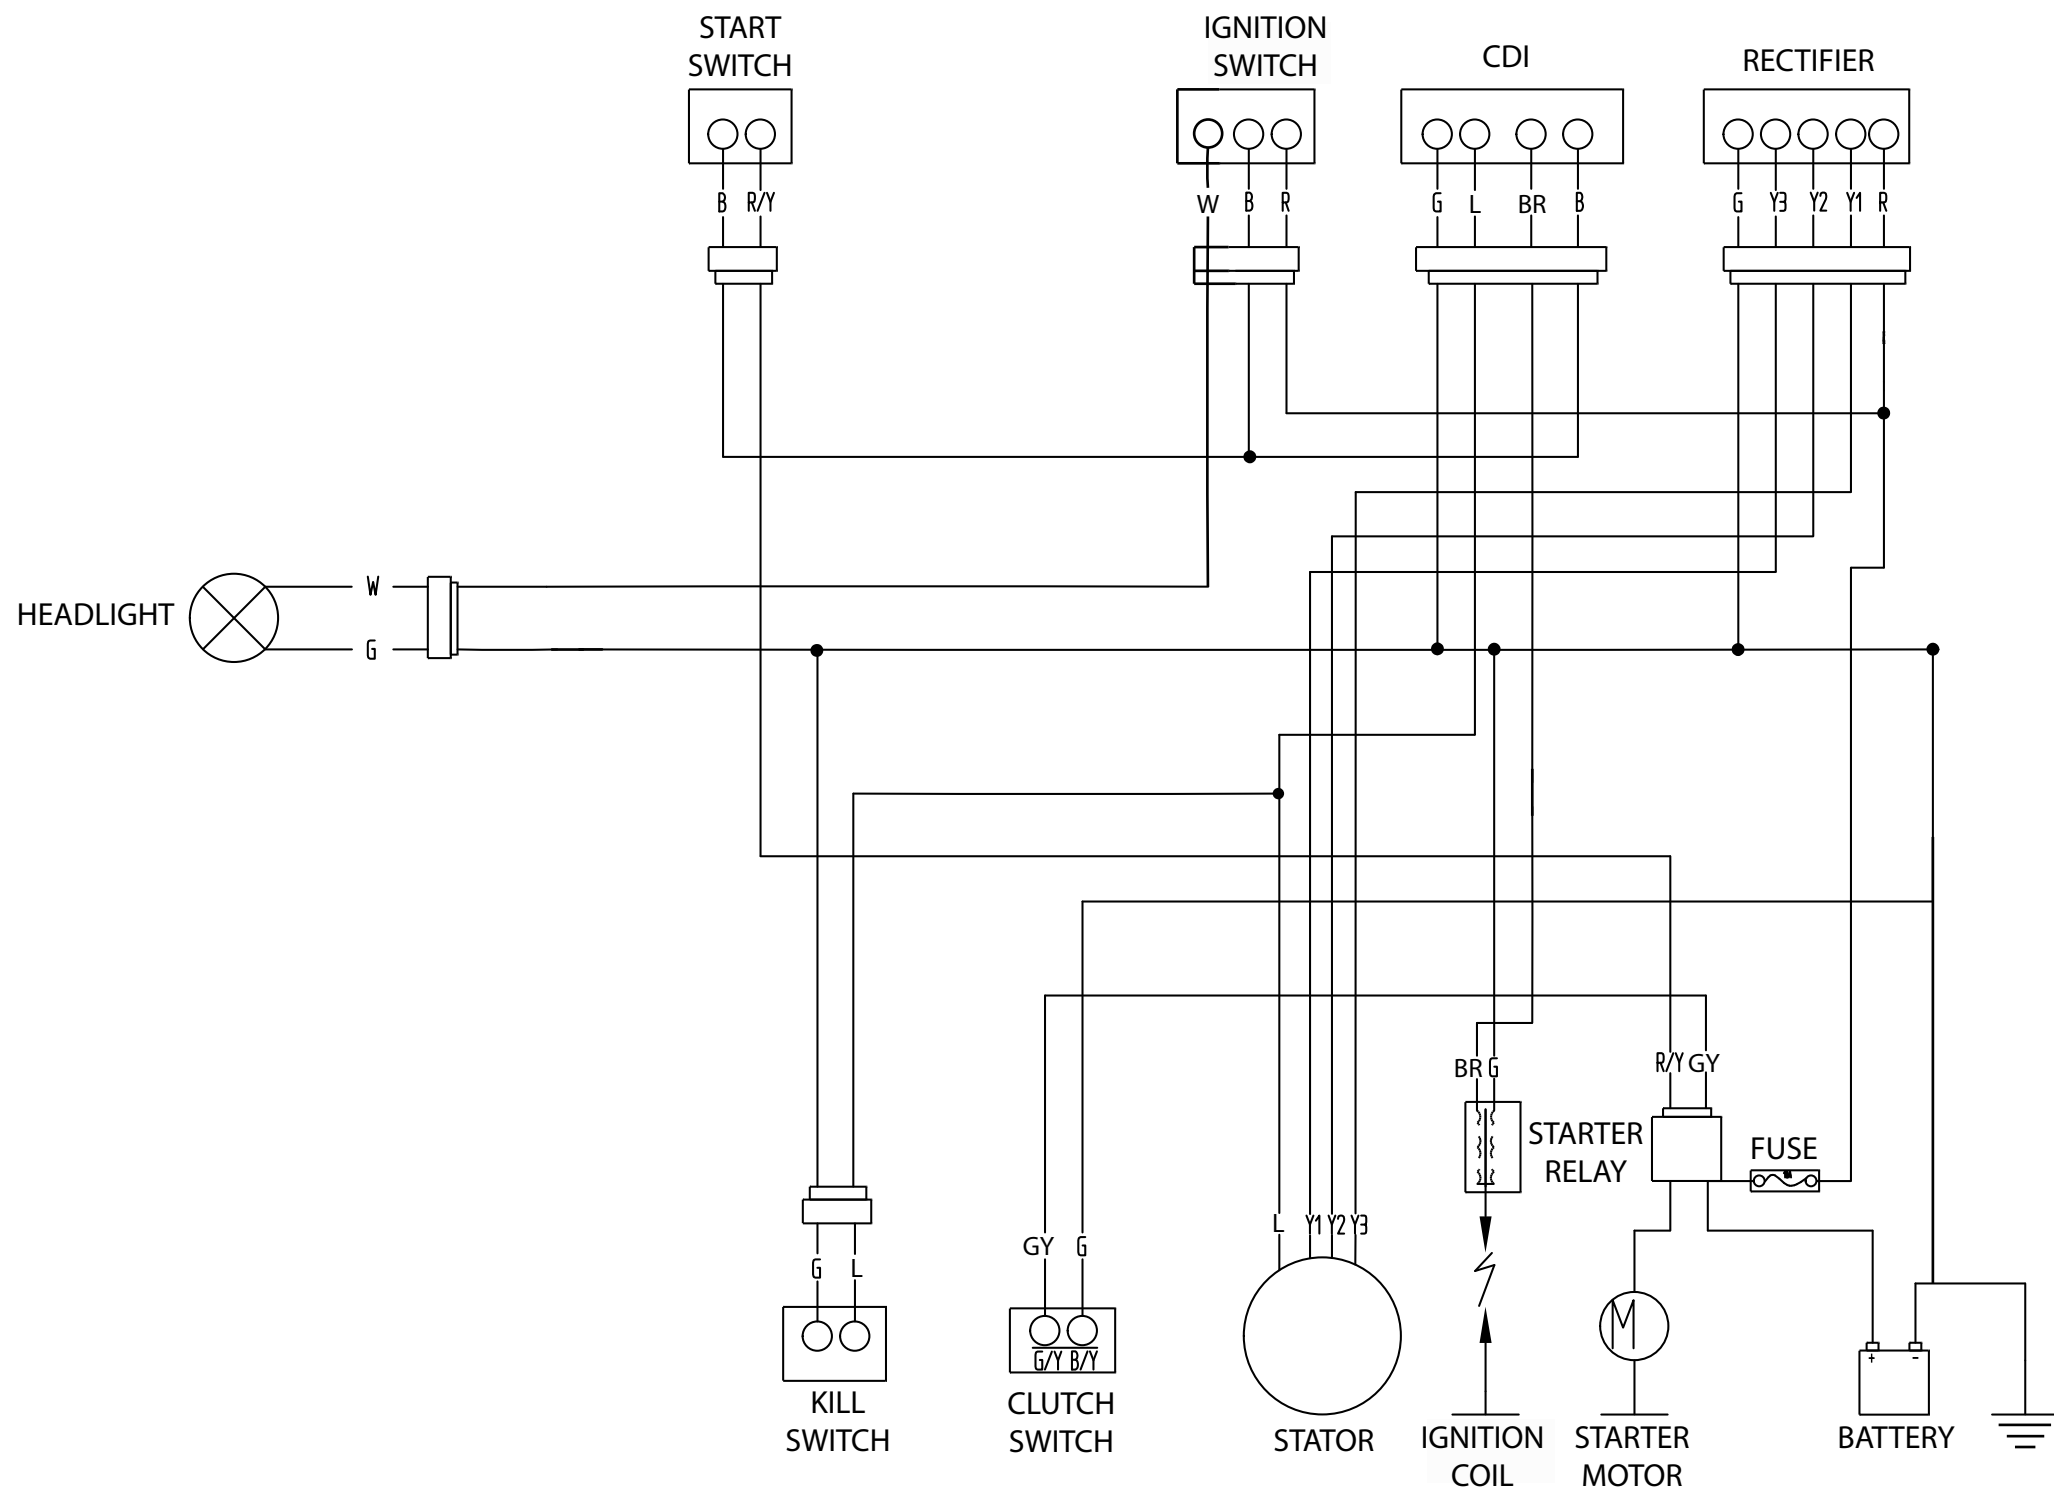 START
SWITCH
IGNITION
SWITCH
CDI
RECTIFIER
B R/Y
W B R
G L BR B
G Y3 Y2 Y1 R
HEADLIGHT
W
G
BR G
R/Y GY
STARTER
RELAY
FUSE
L Y1 Y2 Y3
GY G
G L
M
G/Y B/Y
+ -
KILL
SWITCH
CLUTCH
SWITCH
STATOR
IGNITION
COIL
STARTER
MOTOR
BATTERY